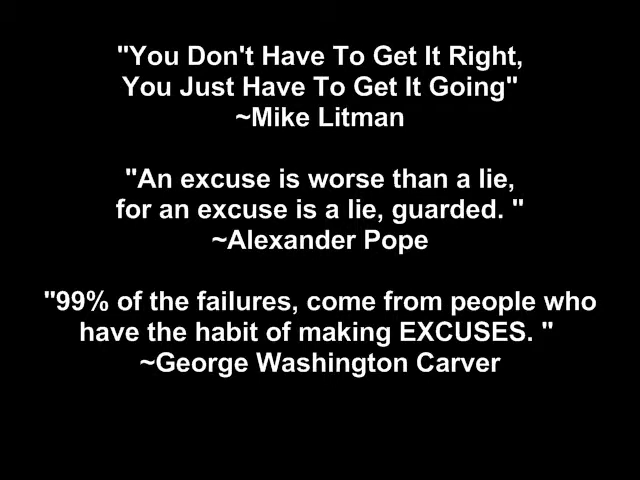 "You Don't Have To Get It Right,
You Just Have To Get It Going"
~Mike Litman
"An excuse is worse than a lie,
for an excuse is a lie, guarded. "
~Alexander Pope
"99% of the failures, come from people who
have the habit of making EXCUSES. "
~George Washington Carver